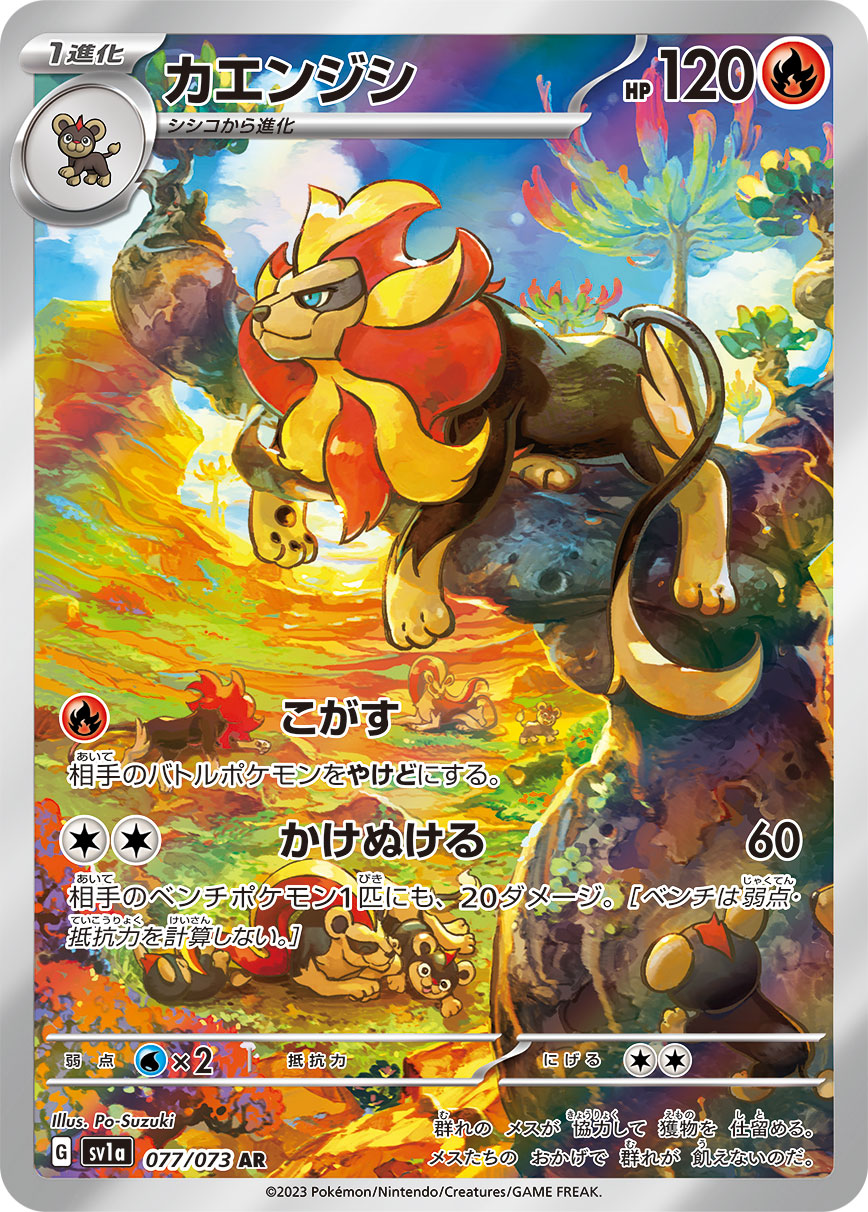 1進化
カエンジシ
HP 120
シシコから進化
こがす
相手のバトルポケモンをやけどにする。
かけぬける 60
相手のベンチポケモン1匹にも、20ダメージ。[ベンチは弱点・
抵抗力を計算しない。]
弱点 ×2 抵抗力 にげる
Illus. Po-Suzuki
群れの メスが 協力して 獲物を 仕留める。
メスたちの おかげで 群れが 飢えないのだ。
G sv1a 077/073 AR
©2023 Pokémon/Nintendo/Creatures/GAME FREAK.